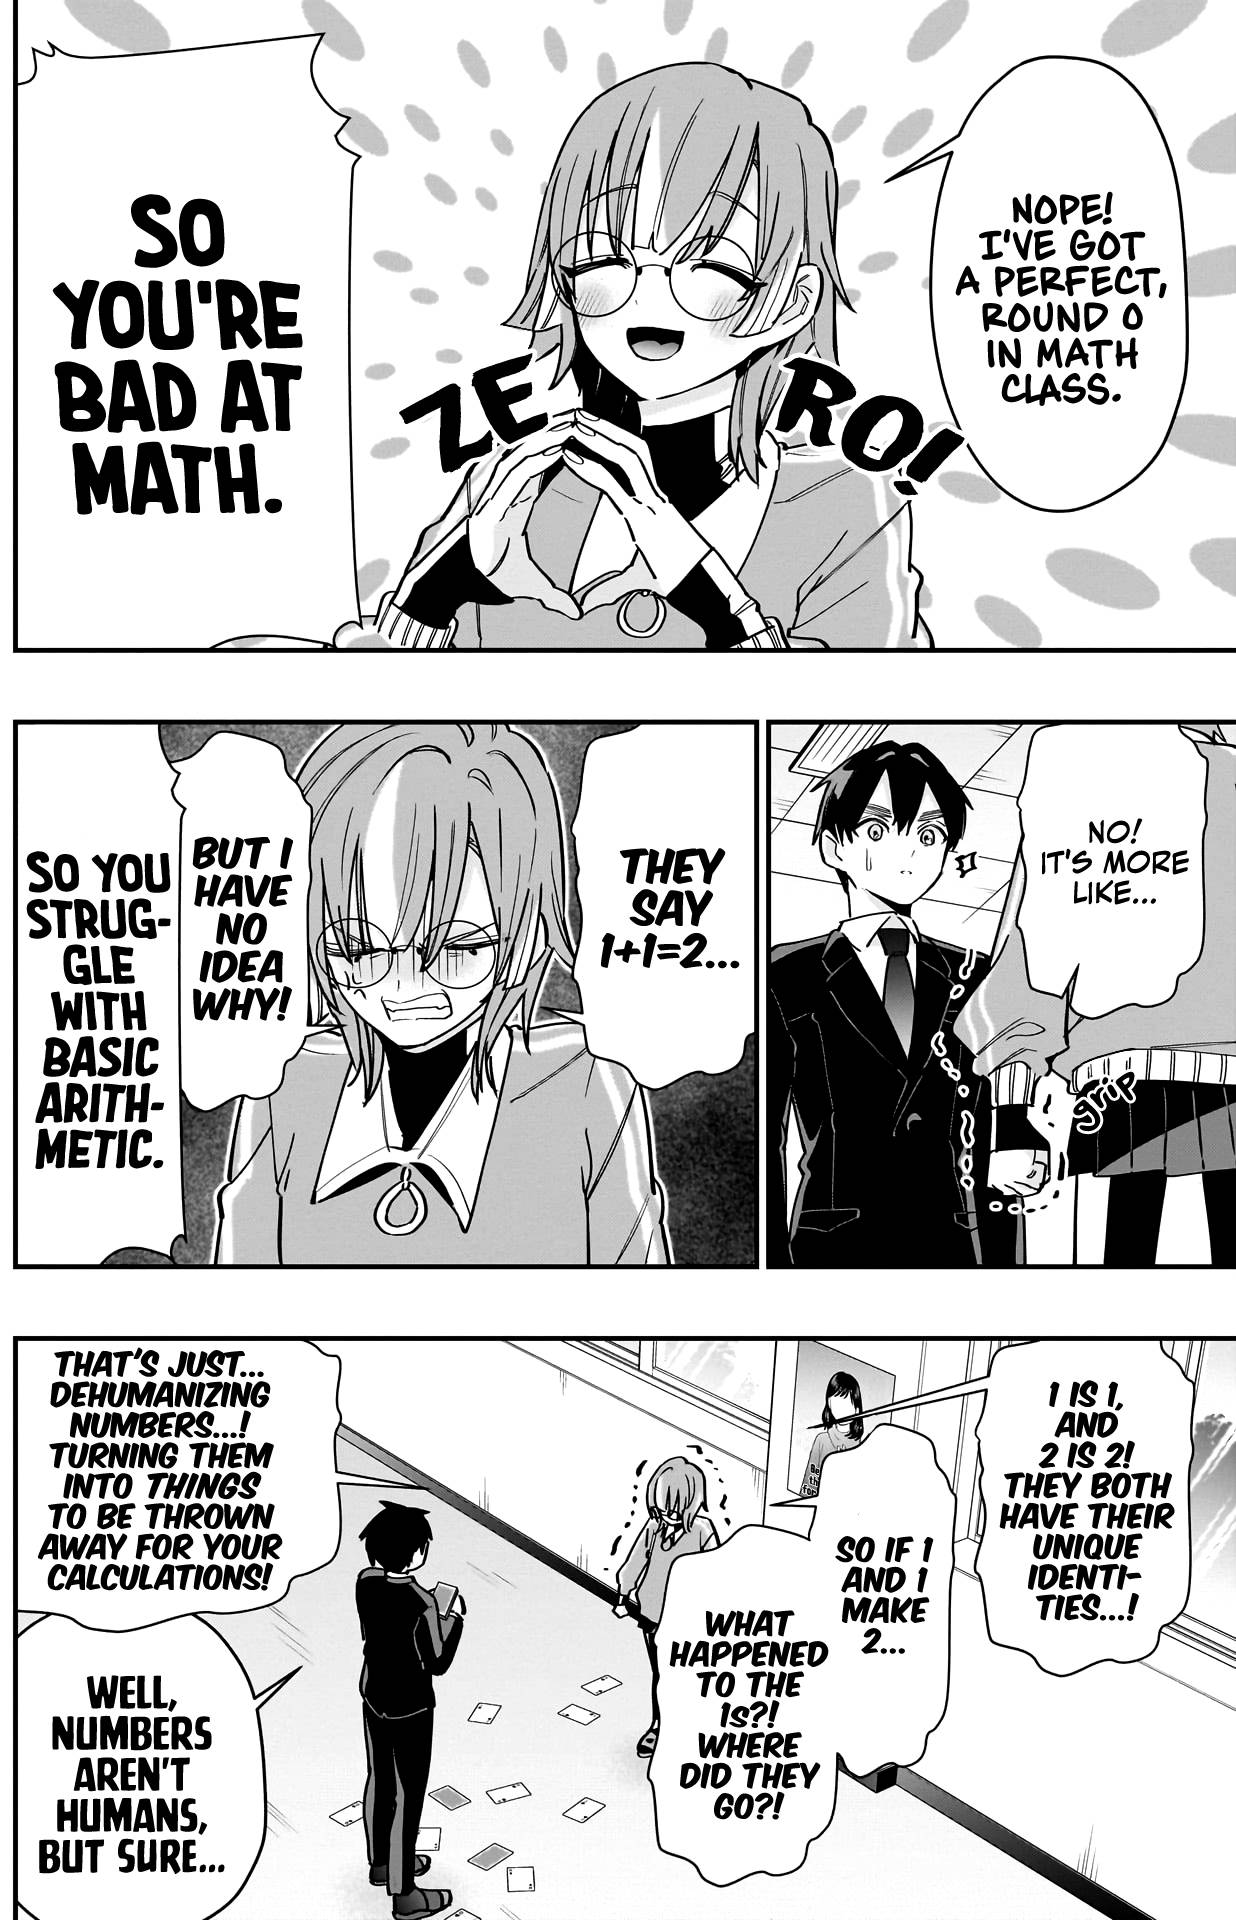 NOPE!
I'VE GOT
A PERFECT,
ROUND 0
IN MATH
CLASS.
ZE
RO!
SO
YOU'RE
BAD AT
MATH.
NO!
IT'S MORE
LIKE...
grip
THEY
SAY
1+1=2...
BUT I
HAVE
NO
IDEA
WHY!
SO YOU
STRUG-
GLE
WITH
BASIC
ARITH-
METIC.
1 IS 1,
AND
2 IS 2!
THEY BOTH
HAVE THEIR
UNIQUE
IDENTI-
TIES...!
Be
th
for
SO IF 1
AND 1
MAKE
2...
WHAT
HAPPENED
TO THE
1s?!
WHERE
DID THEY
GO?!
THAT'S JUST...
DEHUMANIZING
NUMBERS...!
TURNING THEM
INTO THINGS
TO BE THROWN
AWAY FOR YOUR
CALCULATIONS!
WELL,
NUMBERS
AREN'T
HUMANS,
BUT SURE...